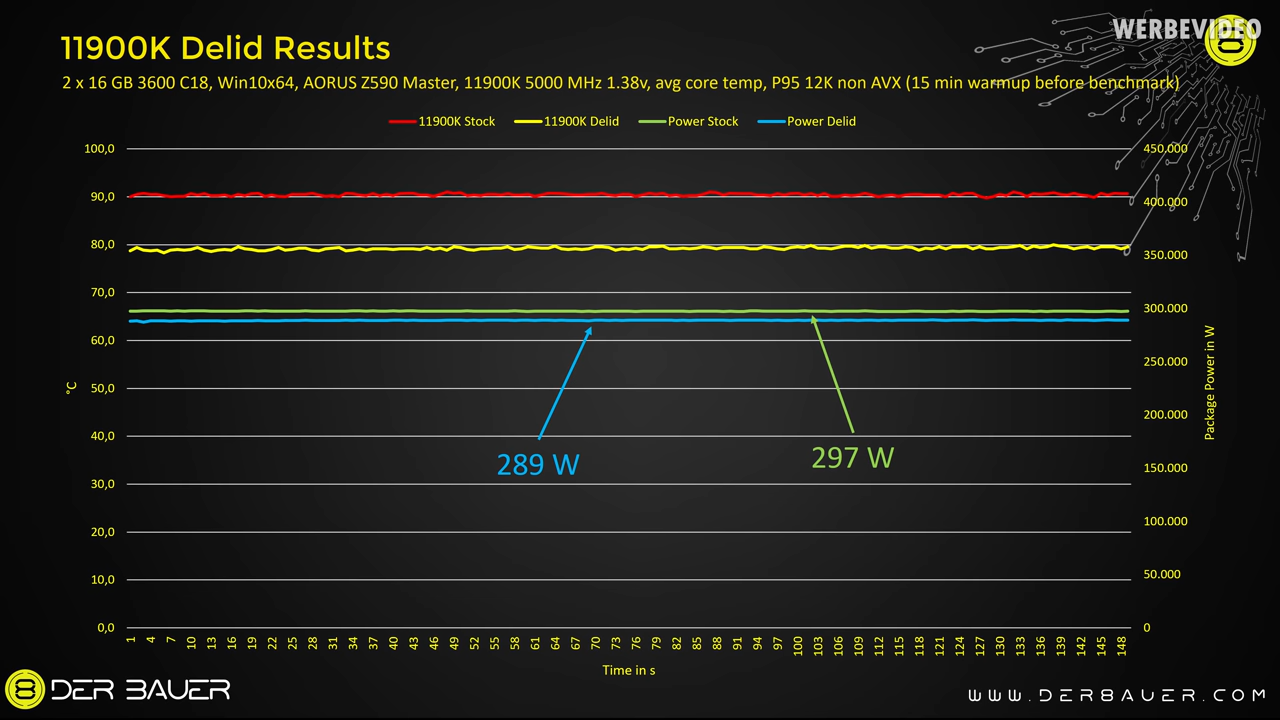 WERBEVIDEO
11900K Delid Results
2 x 16 GB 3600 C18, Win10x64, AORUS Z590 Master, 11900K 5000 MHz 1.38v, avg core temp, P95 12K non AVX (15 min warmup before benchmark)
11900K Stock 11900K Delid Power Stock Power Delid
100,0 450.000
90,0 400.000
80,0 350.000
70,0 300.000
60,0 250.000
50,0 200.000
40,0 150.000
30,0 100.000
20,0 50.000
10,0
0,0 0
°C
Package Power in W
289 W
297 W
1 4 7 10 13 16 19 22 25 28 31 34 37 40 43 46 49 52 55 58 61 64 67 70 73 76 79 82 85 88 91 94 97 100 103 106 109 112 115 118 121 124 127 130 133 136 139 142 145 148
Time in s
8 DER BAUER
WWW.DER8AUER.COM